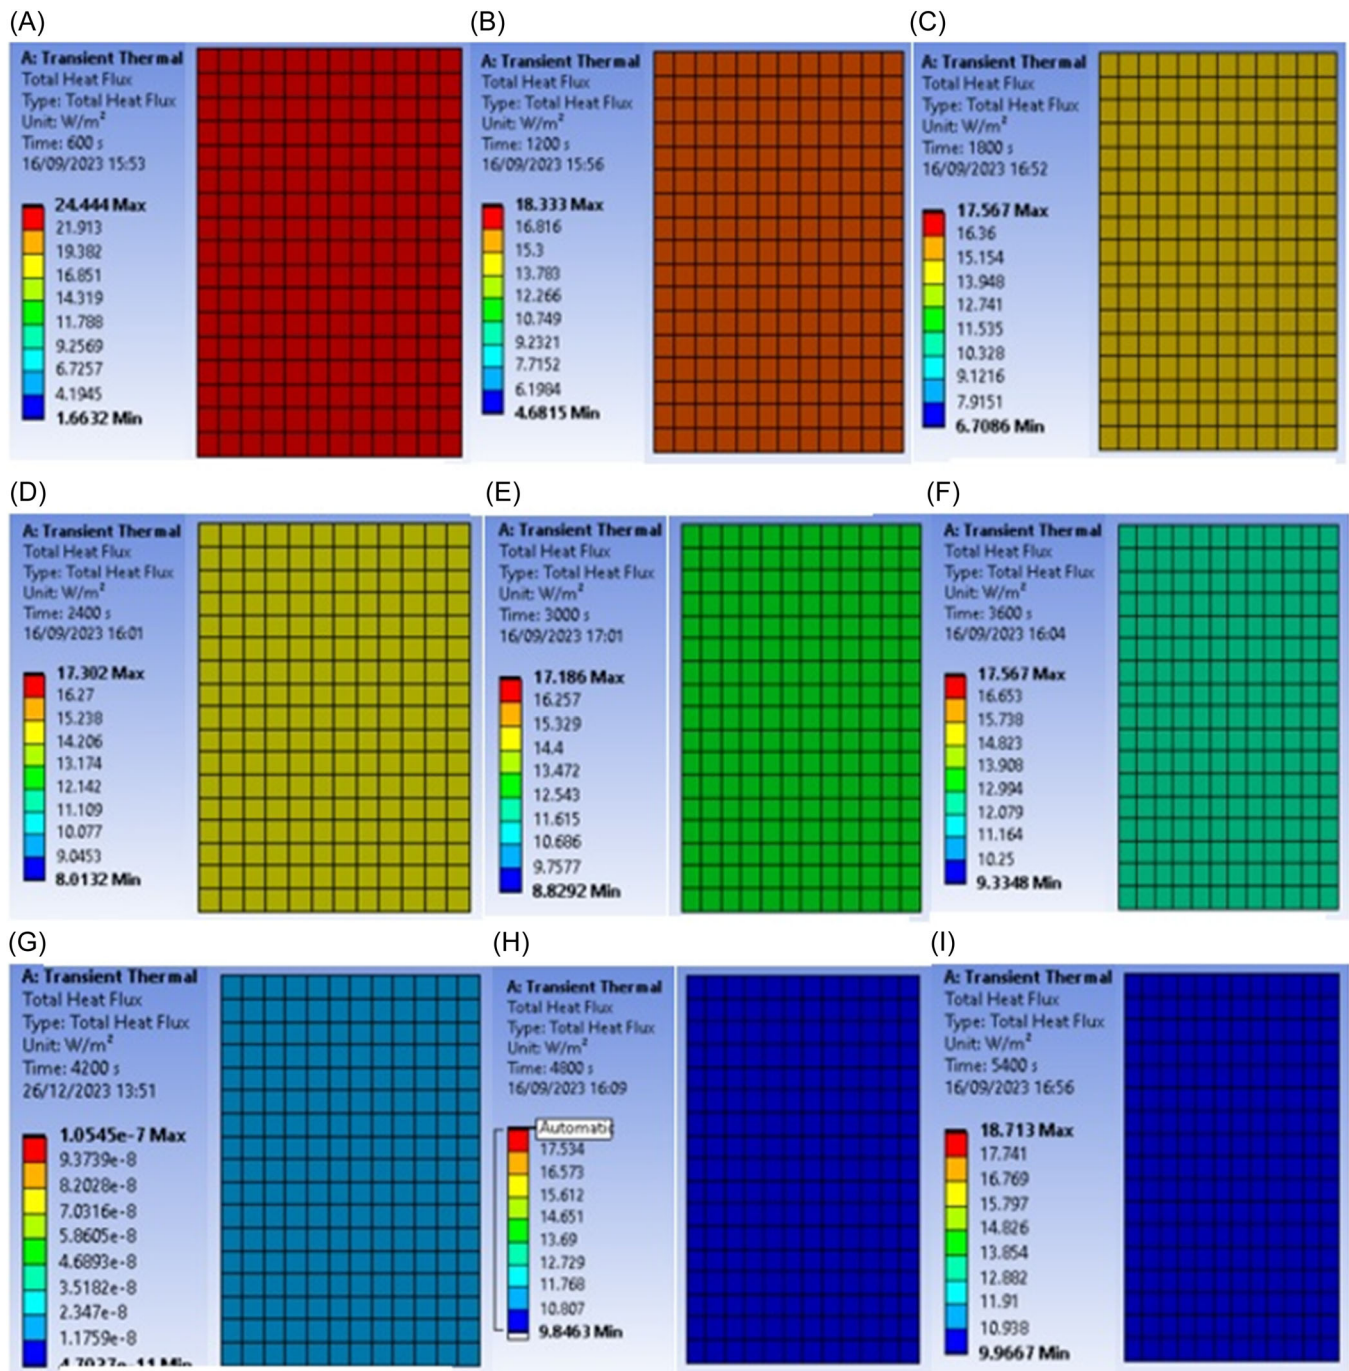 (A)
A: Transient Thermal
Total Heat Flux
Type: Total Heat Flux
Unit: W/m²
Time: 600 s
16/09/2023 15:53
24.444 Max
21.913
19.382
16.851
14.319
11.788
9.2569
6.7257
4.1945
1.6632 Min
(B)
A: Transient Thermal
Total Heat Flux
Type: Total Heat Flux
Unit: W/m²
Time: 1200 s
16/09/2023 15:56
18.333 Max
16.816
15.3
13.783
12.266
10.749
9.2321
7.7152
6.1984
4.6815 Min
(C)
A: Transient Thermal
Total Heat Flux
Type: Total Heat Flux
Unit: W/m²
Time: 1800 s
16/09/2023 16:52
17.567 Max
16.36
15.154
13.948
12.741
11.535
10.328
9.1216
7.9151
6.7086 Min
(D)
A: Transient Thermal
Total Heat Flux
Type: Total Heat Flux
Unit: W/m²
Time: 2400 s
16/09/2023 16:01
17.302 Max
16.27
15.238
14.206
13.174
12.142
11.109
10.077
9.0453
8.0132 Min
(E)
A: Transient Thermal
Total Heat Flux
Type: Total Heat Flux
Unit: W/m²
Time: 3000 s
16/09/2023 17:01
17.186 Max
16.257
15.329
14.4
13.472
12.543
11.615
10.686
9.7577
8.8292 Min
(F)
A: Transient Thermal
Total Heat Flux
Type: Total Heat Flux
Unit: W/m²
Time: 3600 s
16/09/2023 16:04
17.567 Max
16.653
15.738
14.823
13.908
12.994
12.079
11.164
10.25
9.3348 Min
(G)
A: Transient Thermal
Total Heat Flux
Type: Total Heat Flux
Unit: W/m²
Time: 4200 s
26/12/2023 13:51
1.0545e-7 Max
9.3739e-8
8.2028e-8
7.0316e-8
5.8605e-8
4.6893e-8
3.5182e-8
2.347e-8
1.1759e-8
Min
(H)
A: Transient Thermal
Total Heat Flux
Type: Total Heat Flux
Unit: W/m²
Time: 4800 s
16/09/2023 16:09
Automatic
17.534
16.573
15.612
14.651
13.69
12.729
11.768
10.807
9.8463 Min
(I)
A: Transient Thermal
Total Heat Flux
Type: Total Heat Flux
Unit: W/m²
Time: 5400 s
16/09/2023 16:56
18.713 Max
17.741
16.769
15.797
14.826
13.854
12.882
11.91
10.938
9.9667 Min